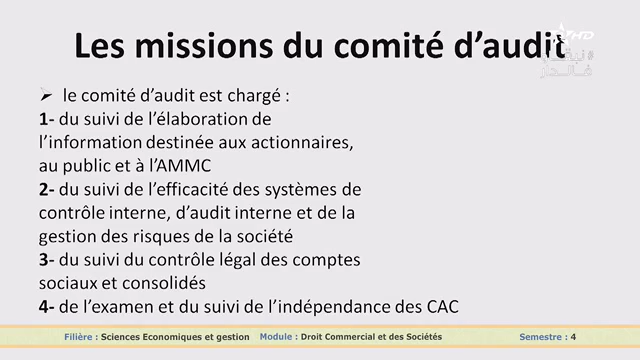 Les missions du comité d’audit
HD
#نبقاو
فالدار
➢ le comité d’audit est chargé :
1- du suivi de l’élaboration de
l’information destinée aux actionnaires,
au public et à l’AMMC
2- du suivi de l’efficacité des systèmes de
contrôle interne, d’audit interne et de la
gestion des risques de la société
3- du suivi du contrôle légal des comptes
sociaux et consolidés
4- de l’examen et du suivi de l’indépendance des CAC
Filière : Sciences Economiques et gestion Module : Droit Commercial et des Sociétés Semestre : 4